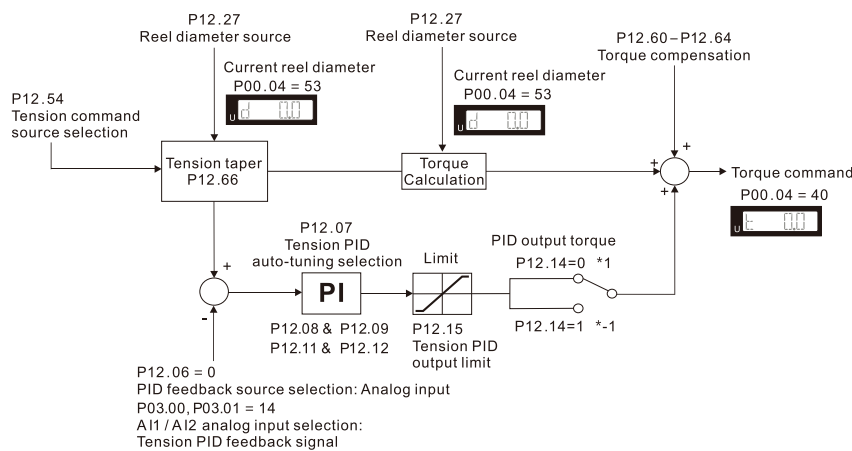 P12.27
Reel diameter source
P12.27
Reel diameter source
P12.60–P12.64
Torque compensation
Current reel diameter
P00.04 = 53
U d 0.0
Current reel diameter
P00.04 = 53
U d 0.0
P12.54
Tension command
source selection
Tension taper
P12.66
Torque
Calculation
+
+
+
Torque command
P00.04 = 40
U t 0.0
P12.07
Tension PID
auto-tuning selection
Limit
PID output torque
P12.14=0 *1
+
-
PI
P12.08 & P12.09
P12.11 & P12.12
P12.15
Tension PID
output limit
P12.14=1 *-1
P12.06 = 0
PID feedback source selection: Analog input
P03.00, P03.01 = 14
AI1 / AI2 analog input selection:
Tension PID feedback signal